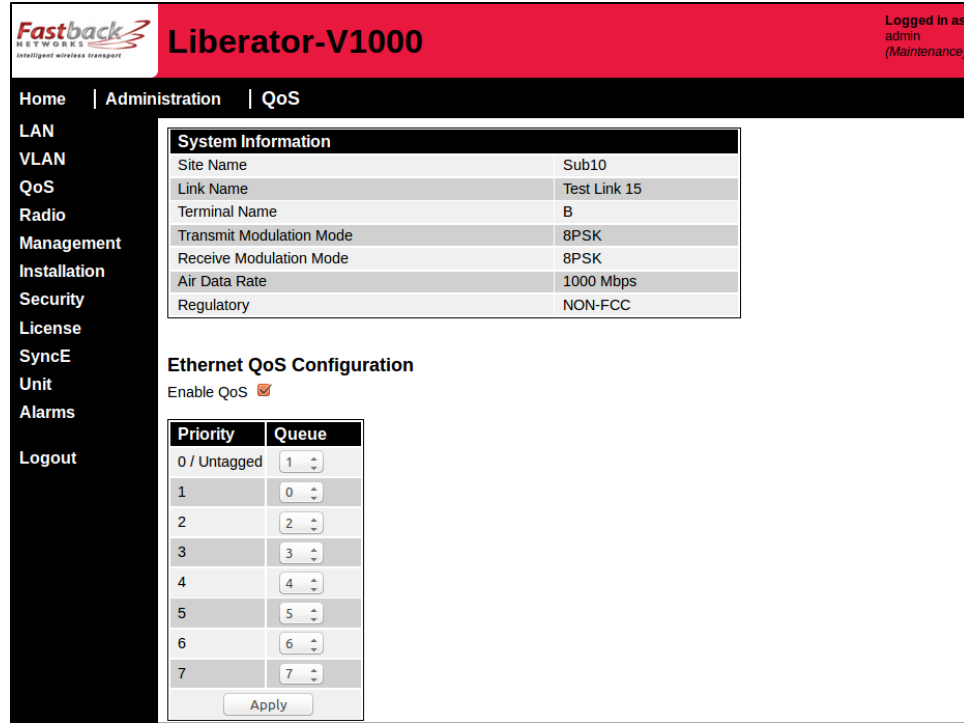 Fastback
NETWORKS
intelligent wireless transport
Liberator-V1000
Logged in as
admin
(Maintenance)
Home | Administration | QoS
LAN
VLAN
QoS
Radio
Management
Installation
Security
License
SyncE
Unit
Alarms
Logout
System Information
Site Name Sub10
Link Name Test Link 15
Terminal Name B
Transmit Modulation Mode 8PSK
Receive Modulation Mode 8PSK
Air Data Rate 1000 Mbps
Regulatory NON-FCC
Ethernet QoS Configuration
Enable QoS
Priority Queue
0 / Untagged 1
1 0
2 2
3 3
4 4
5 5
6 6
7 7
Apply